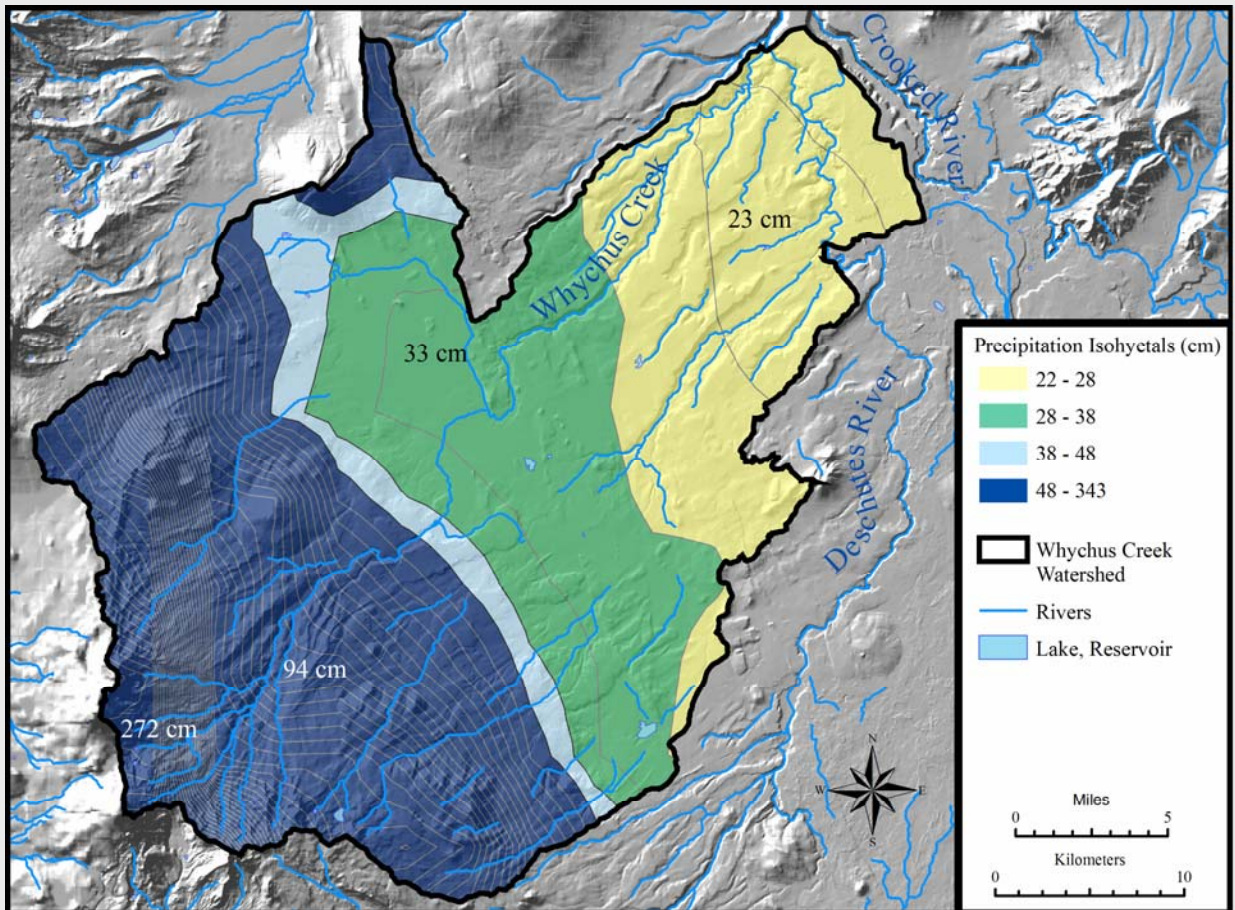 Crooked River
Whychus Creek
23 cm
33 cm
Deschutes River
94 cm
272 cm
Precipitation Isohyetals (cm)
22 - 28
28 - 38
38 - 48
48 - 343
Whychus Creek
Watershed
Rivers
Lake, Reservoir
N
W
E
S
Miles
0 5
Kilometers
0 10